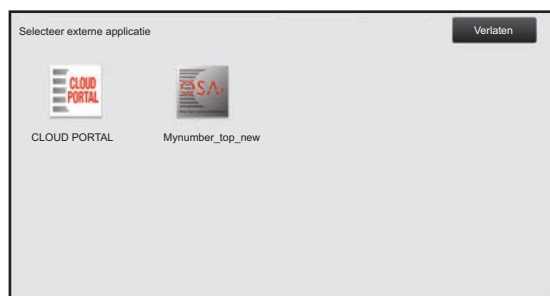 Selecteer externe applicatie
Verlaten
CLOUD
PORTAL
OSA
CLOUD PORTAL
Mynumber_top_new